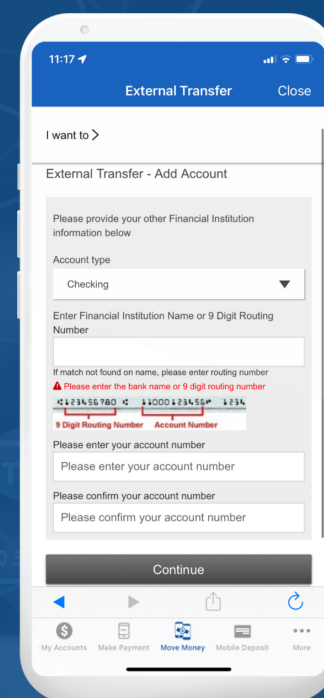 11:17
External Transfer Close
I want to >
External Transfer - Add Account
Please provide your other Financial Institution
information below
Account type
Checking
Enter Financial Institution Name or 9 Digit Routing
Number
If match not found on name, please enter routing number
Please enter the bank name or 9 digit routing number
⑆123456780 ⑆ 11000123456⑈ 1234
9 Digit Routing Number Account Number
Please enter your account number
Please enter your account number
Please confirm your account number
Please confirm your account number
Continue
My Accounts Make Payment Move Money Mobile Deposit More